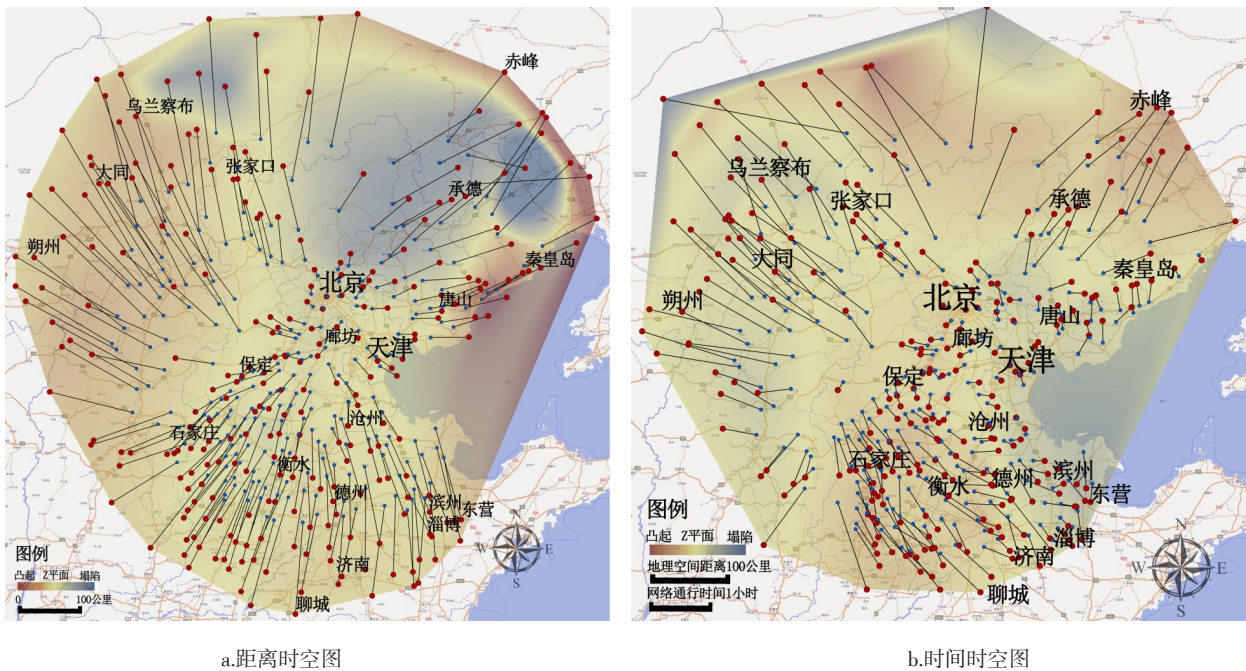 赤峰
乌兰察布
张家口
大同
承德
朔州
秦皇岛
北京
唐山
廊坊
天津
保定
沧州
石家庄
衡水
德州
滨州
东营
淄博
济南
聊城
N
W
E
S
图例
凸起 Z平面 塌陷
0 100公里
a.距离时空图
赤峰
乌兰察布
张家口
承德
大同
秦皇岛
朔州
北京
唐山
廊坊
天津
保定
沧州
石家庄
衡水
德州
滨州
东营
淄博
济南
聊城
N
W
E
S
图例
凸起 Z平面 塌陷
地理空间距离100公里
网络通行时间1小时
b.时间时空图